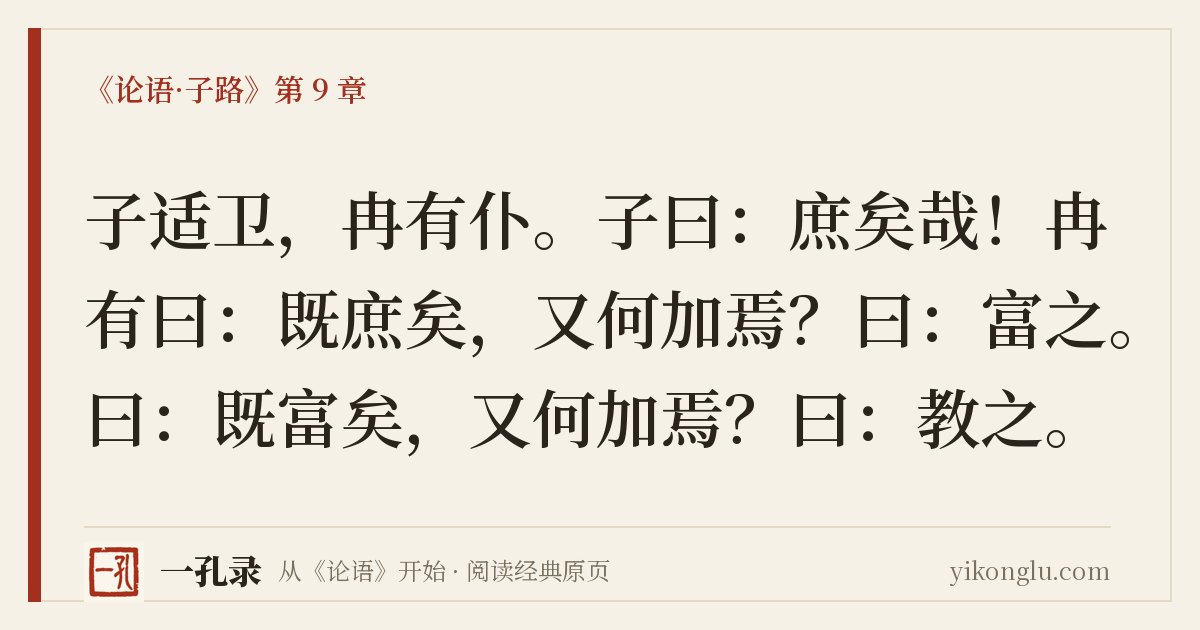 《论语·子路》第 9 章
子适卫，冉有仆。子曰：庶矣哉！冉
有曰：既庶矣，又何加焉？曰：富之。
曰：既富矣，又何加焉？曰：教之。
一孔
一孔录 从《论语》开始 · 阅读经典原页 yikonglu.com